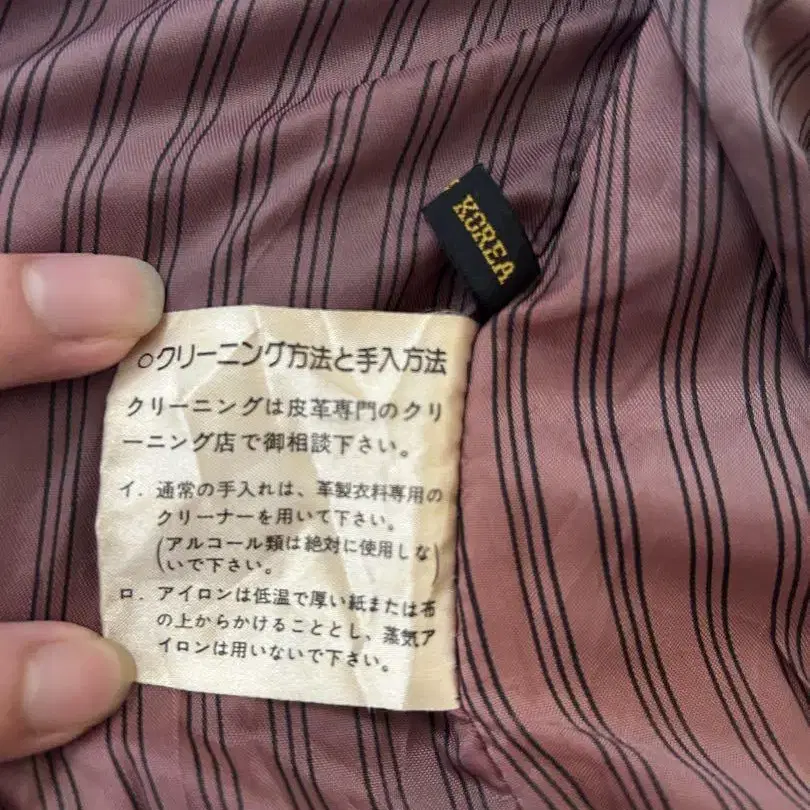 KOREA
○クリーニング方法と手入方法
クリーニングは皮革専門のクリ
ーニング店で御相談下さい。
イ. 通常の手入れは、革製衣料専用の
クリーナーを用いて下さい。
(アルコール類は絶対に使用しな
いで下さい。)
ロ. アイロンは低温で厚い紙または布
の上からかけることとし、蒸気ア
イロンは用いないで下さい。